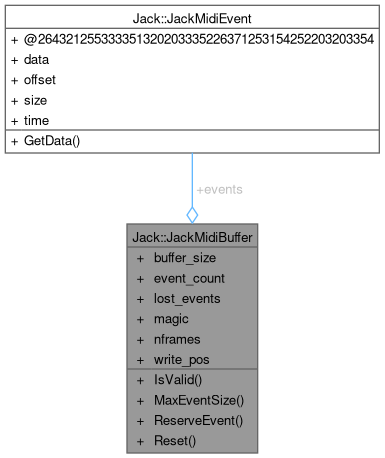 Jack::JackMidiEvent
+ @264321255333351320203335226371253154252203203354
+ data
+ offset
+ size
+ time
+ GetData()
+events
Jack::JackMidiBuffer
+ buffer_size
+ event_count
+ lost_events
+ magic
+ nframes
+ write_pos
+ IsValid()
+ MaxEventSize()
+ ReserveEvent()
+ Reset()